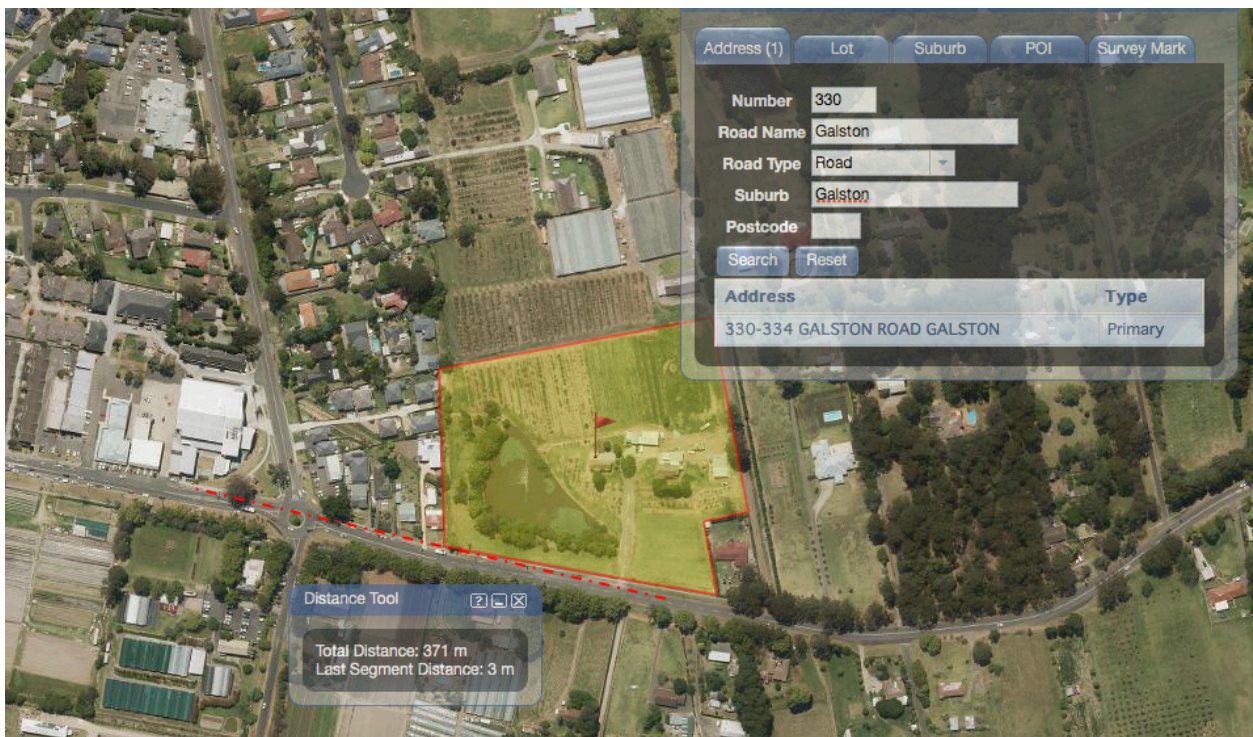 Address (1) Lot Suburb POI Survey Mark
Number 330
Road Name Galston
Road Type Road
Suburb Galston
Postcode
Search Reset
Address Type
330-334 GALSTON ROAD GALSTON Primary
Distance Tool ?
Total Distance: 371 m
Last Segment Distance: 3 m